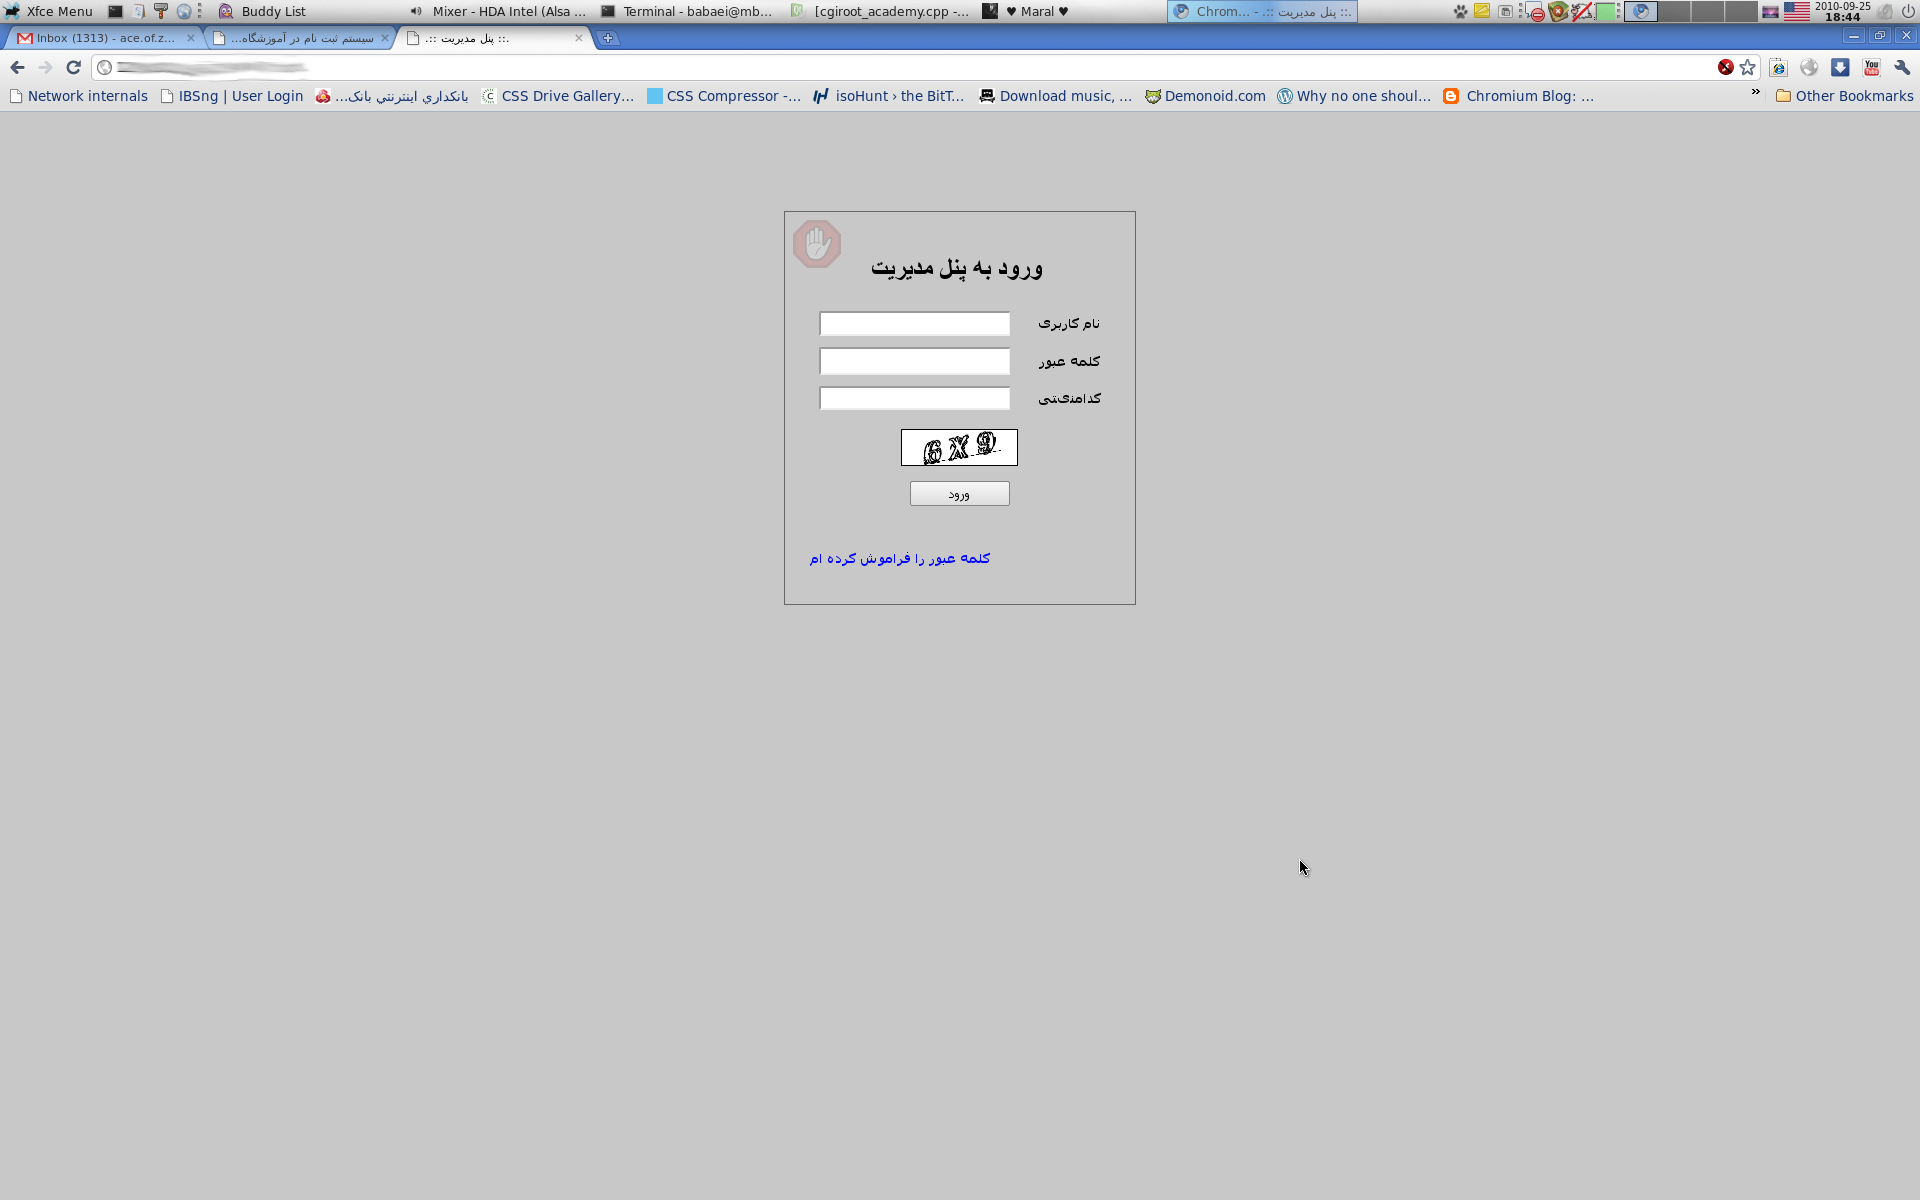 Xfce Menu Buddy List Mixer - HDA Intel (Alsa ... Terminal - babaei@mb... [cgiroot_academy.cpp -... ♥ Maral ♥ Chrom... - .:: پنل مدیریت ::. 2010-09-25
18:44
Inbox (1313) - ace.of.z... سیستم ثبت نام در آموزشگاه... .:: پنل مدیریت ::.
Network internals IBSng | User Login بانکداري اينترنتي بانک... CSS Drive Gallery... CSS Compressor -... isoHunt › the BitT... Download music, ... Demonoid.com Why no one shoul... Chromium Blog: ... » Other Bookmarks
ورود به پنل مدیریت
نام کاربری
کلمه عبور
کدامنیتی
6X9
ورود
کلمه عبور را فراموش کرده ام